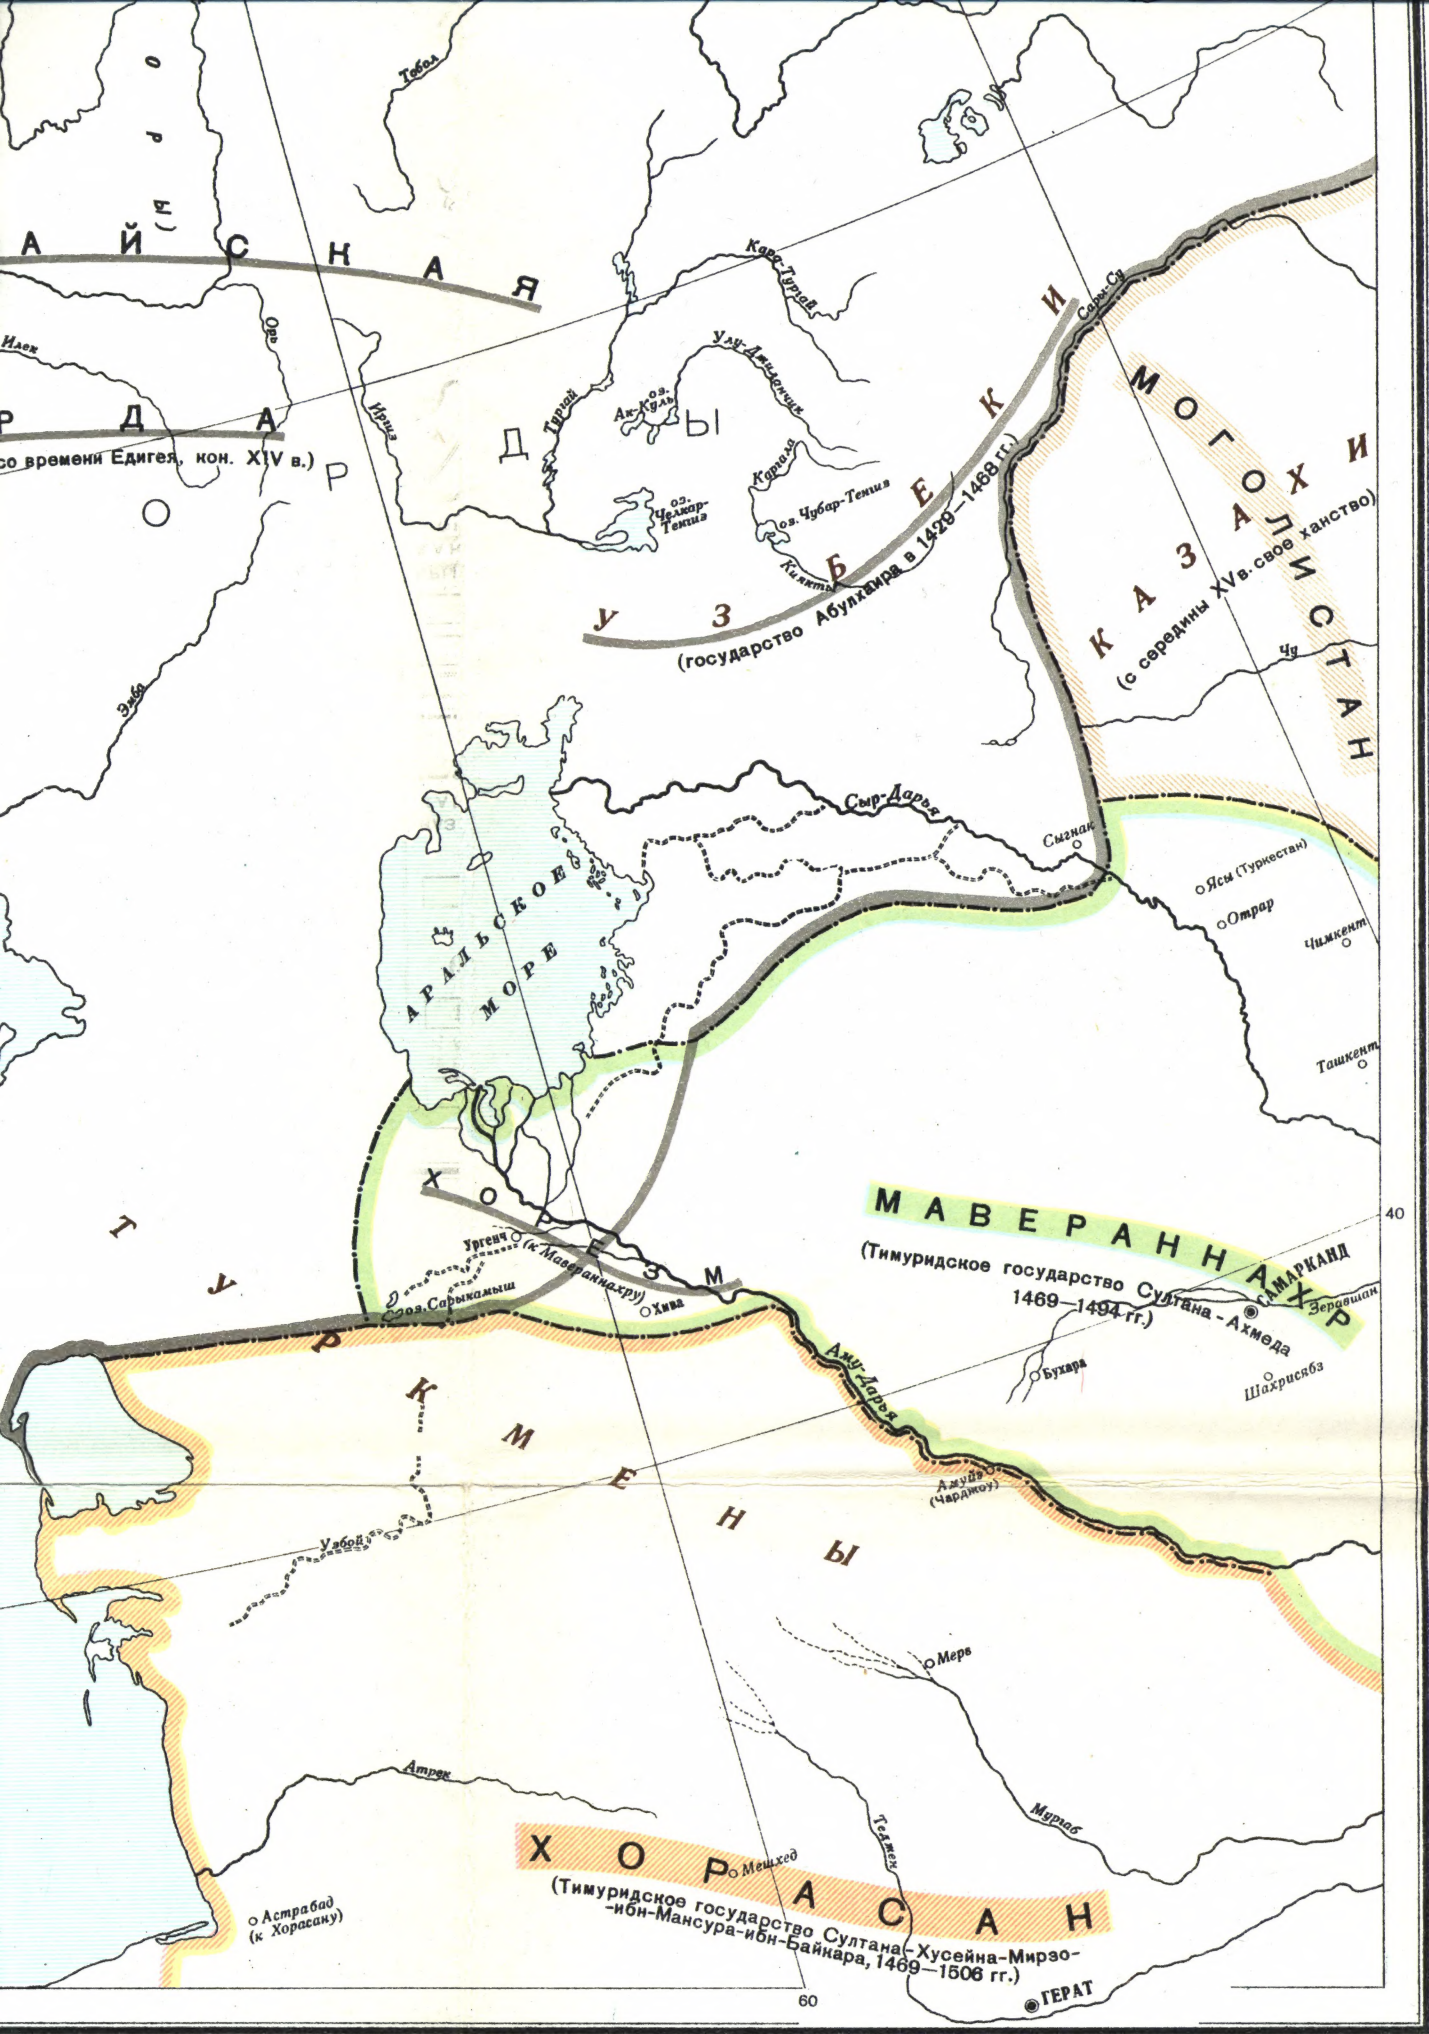 ОРЫ)
Тобол
АЙСКАЯ
Кара-Тургай
Сары-Су
Орь
Илек
Улу-Джиланчик
МОГОЛИСТАН
Иргиз
Тургай
оз.
Ак-Куль
РДА
(со времени Едигея, кон. XIV в.)
ОРДЫ
Каргала
оз. Чубар-Тенгиз
оз.
Челкар-
Тенгиз
Киякты
УЗБЕКИ
(государство Абулхаира в 1429—1468 гг.)
КАЗАХИ
(с середины XV в. свое ханство)
Чу
Эмба
Сыр-Дарья
Сыгнак
Ясы (Туркестан)
Отрар
Чимкент
АРАЛЬСКОЕ
МОРЕ
Ташкент
ХОРЕЗМ
(к Мавераннахру)
Ургенч
Хива
оз. Сарыкамыш
МАВЕРАННАХР
(Тимуридское государство Султана-Ахмеда
1469—1494 гг.)
40
САМАРКАНД
Зеравшан
Бухара
Шахрисябз
ТУРКМЕНЫ
Аму-Дарья
Амуйэ
(Чарджоу)
Узбой
Мерв
Атрек
Мургаб
Теджен
ХОРАСАН
Мешхед
(Тимуридское государство Султана-Хусейна-Мирзо-
-ибн-Мансура-ибн-Байкара, 1469—1506 гг.)
Астрабад
(к Хорасану)
60
ГЕРАТ